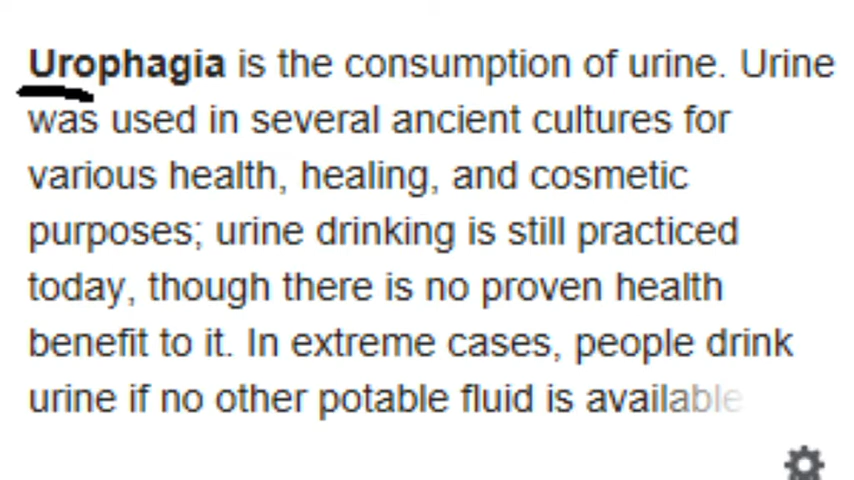 Urophagia is the consumption of urine. Urine
was used in several ancient cultures for
various health, healing, and cosmetic
purposes; urine drinking is still practiced
today, though there is no proven health
benefit to it. In extreme cases, people drink
urine if no other potable fluid is available